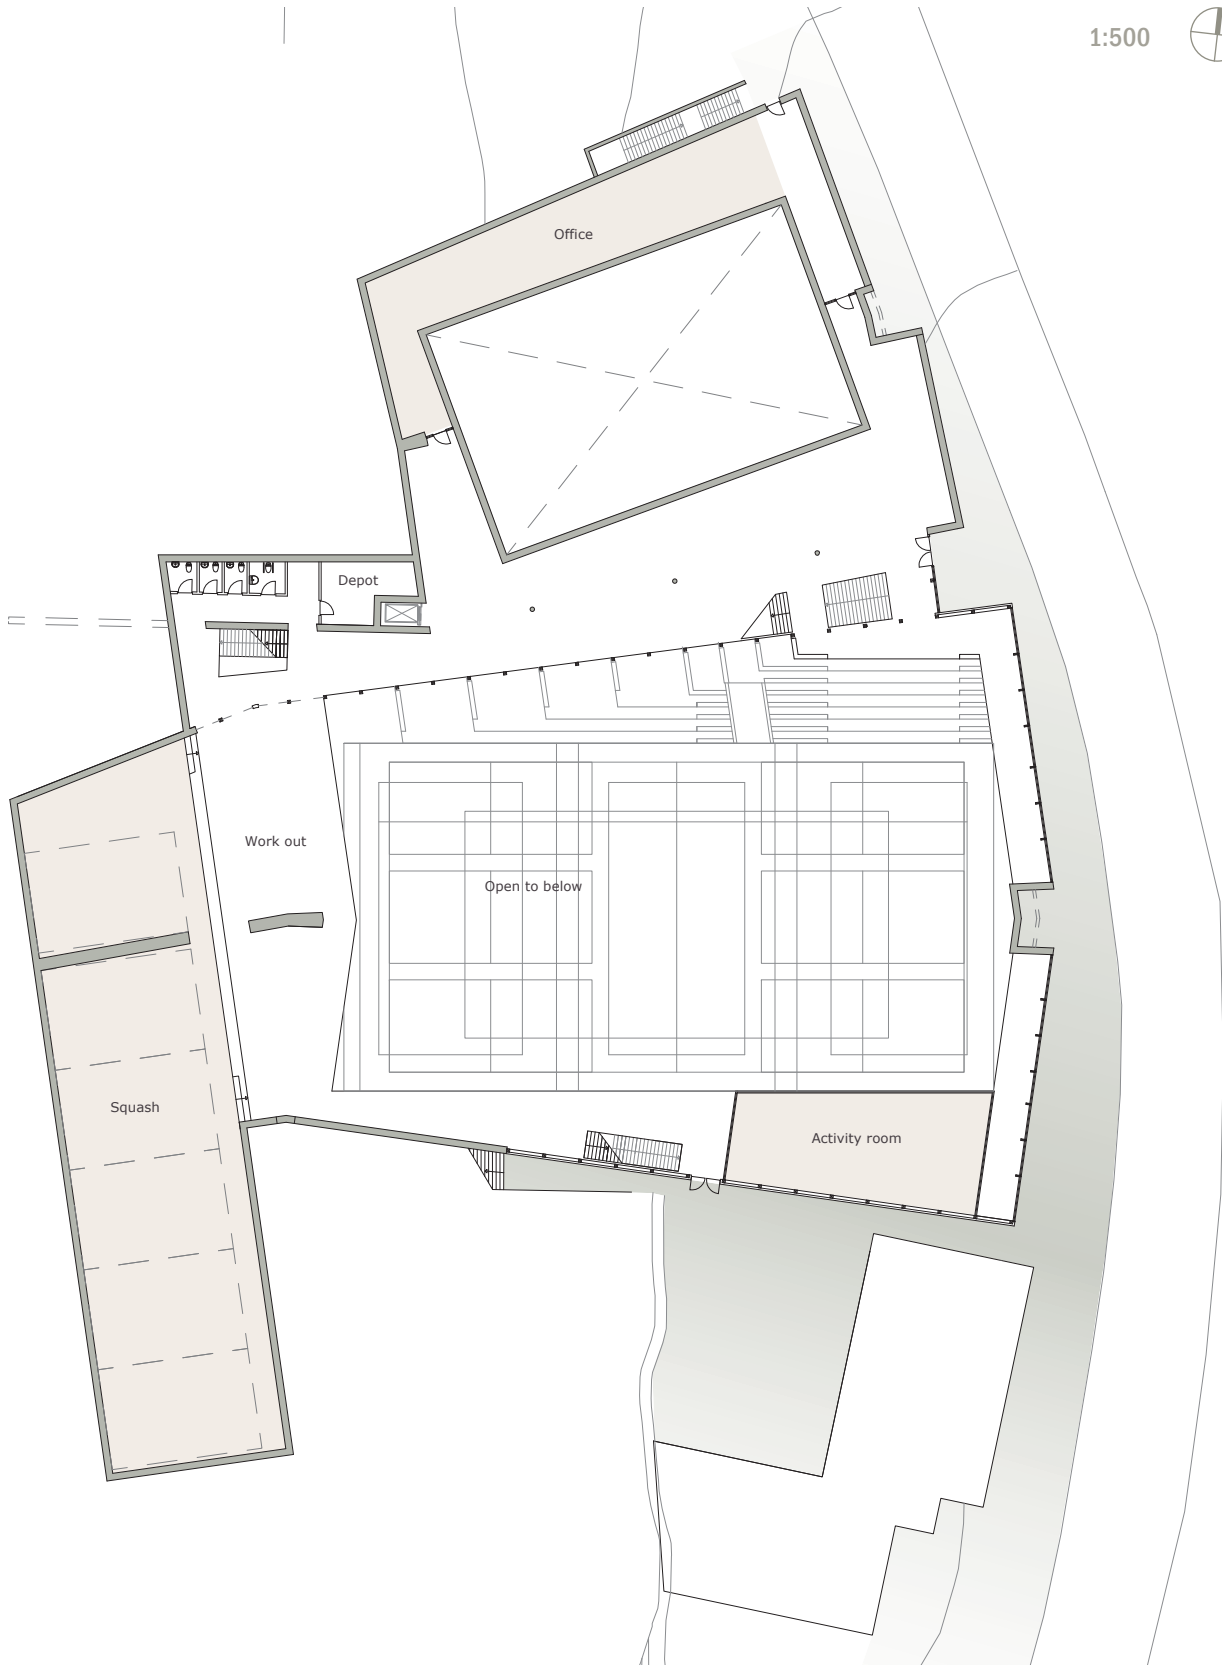 1:500
Office
Depot
Work out
Open to below
Squash
Activity room